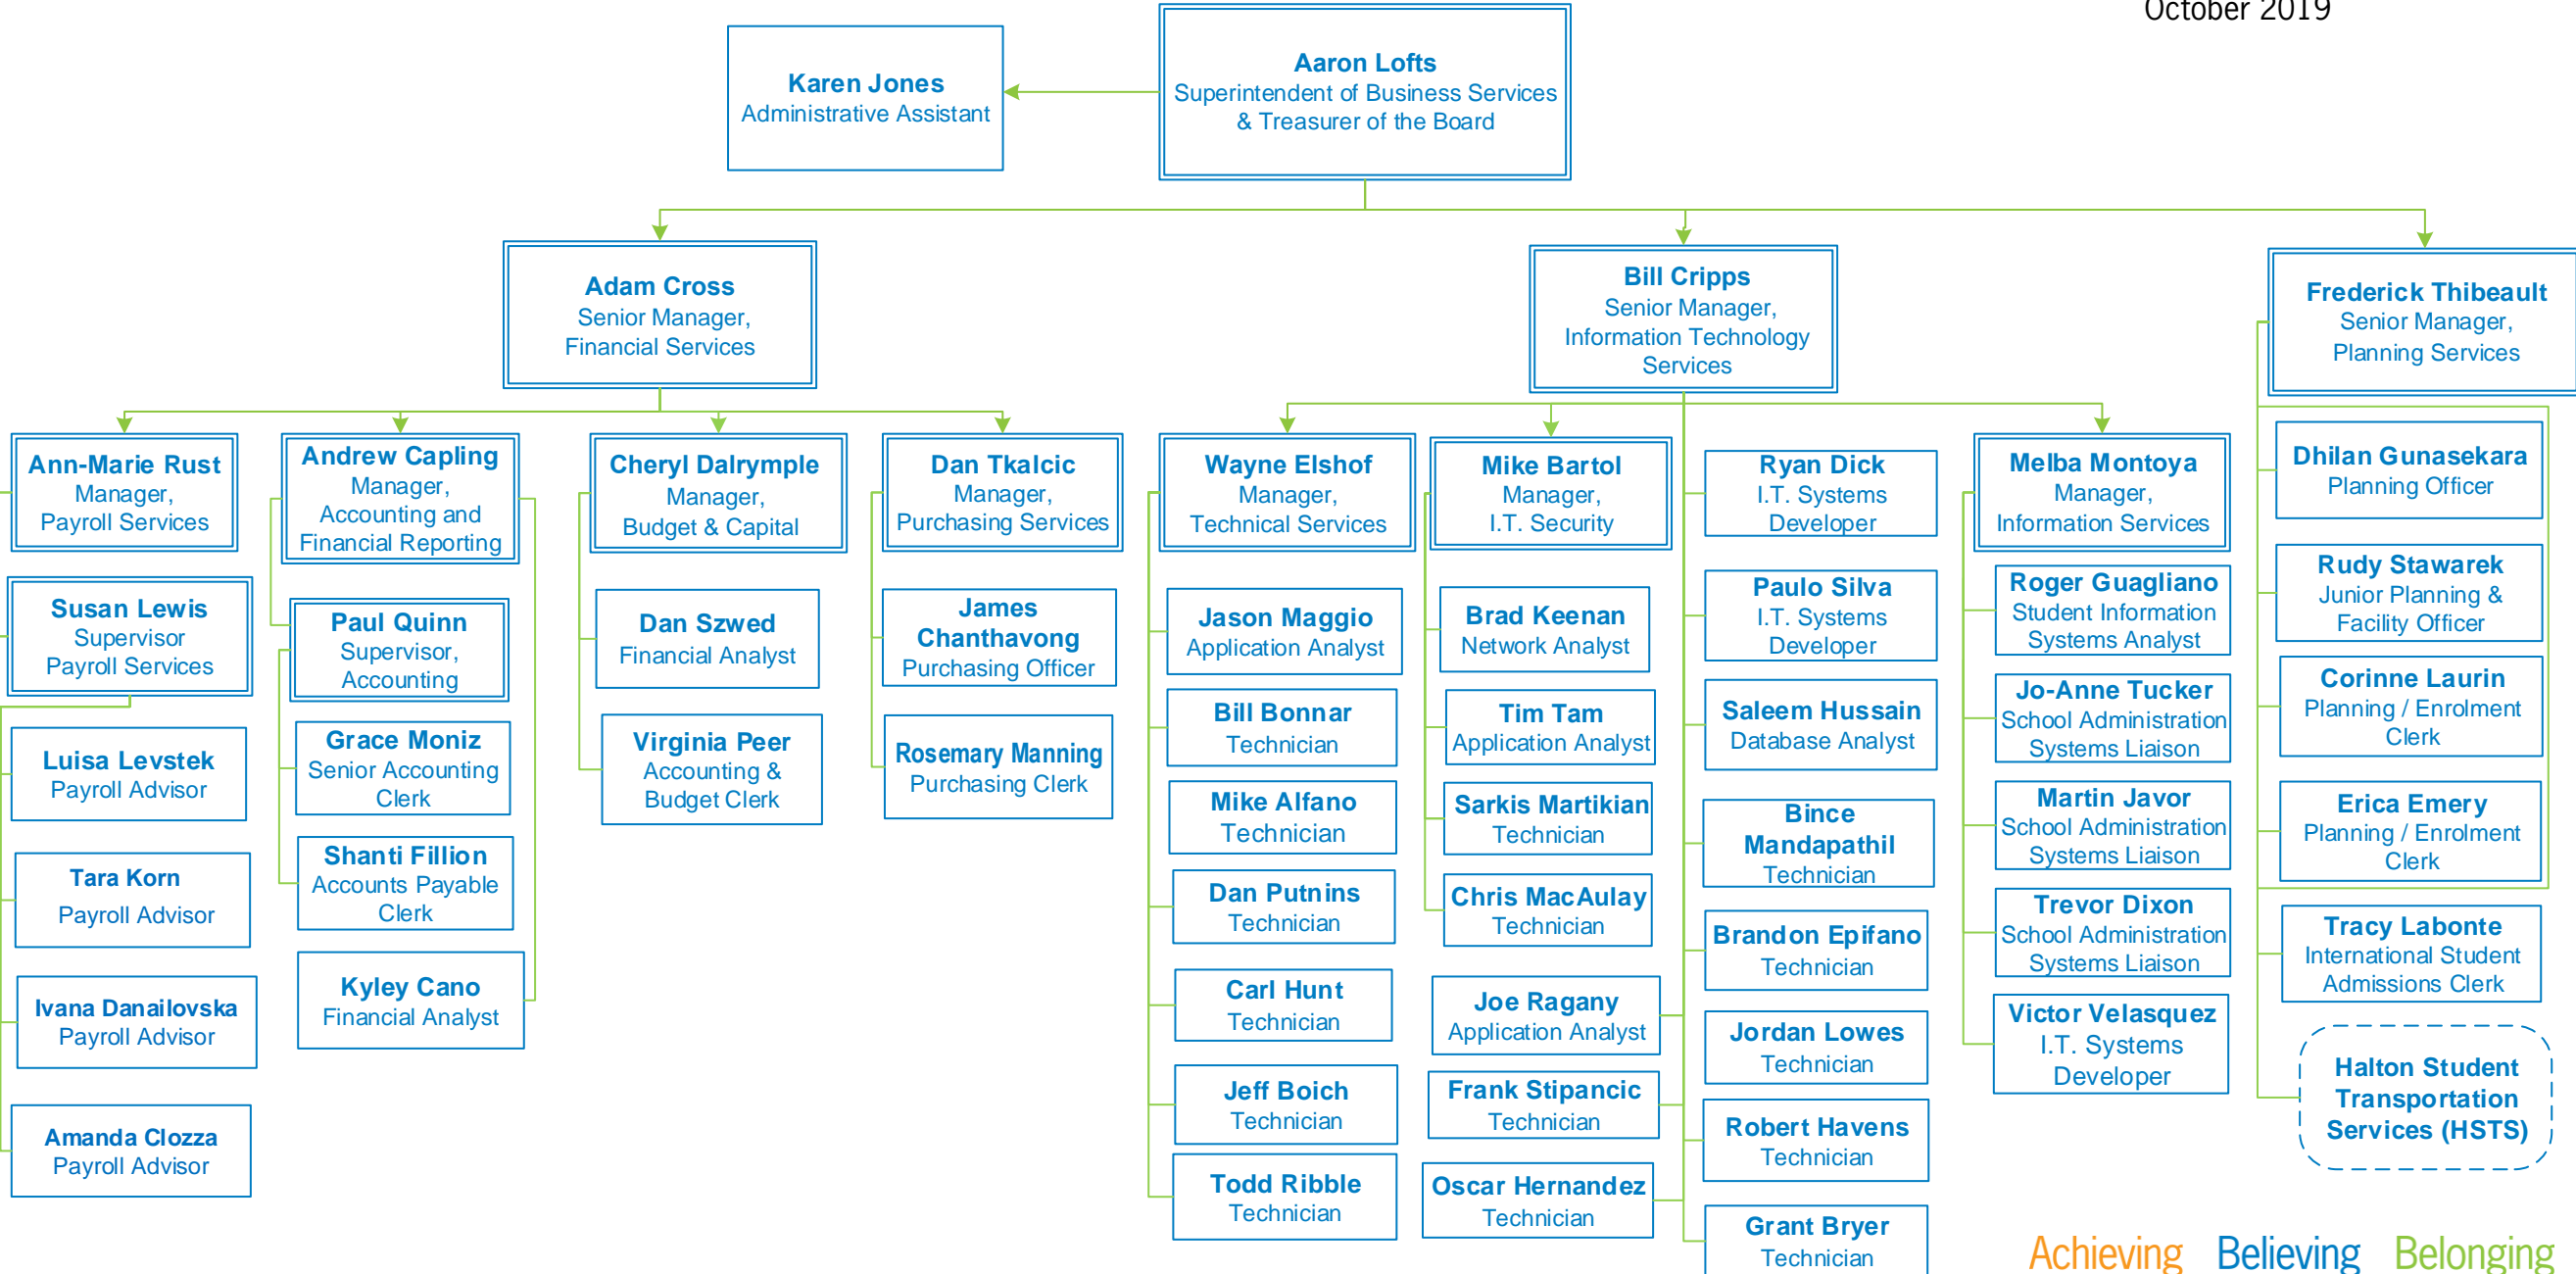 October 2019
Karen Jones
Administrative Assistant
Aaron Lofts
Superintendent of Business Services
& Treasurer of the Board
Adam Cross
Senior Manager,
Financial Services
Bill Cripps
Senior Manager,
Information Technology
Services
Frederick Thibeault
Senior Manager,
Planning Services
Ann-Marie Rust
Manager,
Payroll Services
Susan Lewis
Supervisor
Payroll Services
Luisa Levstek
Payroll Advisor
Tara Korn
Payroll Advisor
Ivana Danailovska
Payroll Advisor
Amanda Clozza
Payroll Advisor
Andrew Capling
Manager,
Accounting and
Financial Reporting
Paul Quinn
Supervisor,
Accounting
Grace Moniz
Senior Accounting
Clerk
Shanti Fillion
Accounts Payable
Clerk
Kyley Cano
Financial Analyst
Cheryl Dalrymple
Manager,
Budget & Capital
Dan Szwed
Financial Analyst
Virginia Peer
Accounting &
Budget Clerk
Dan Tkalcic
Manager,
Purchasing Services
James
Chanthavong
Purchasing Officer
Rosemary Manning
Purchasing Clerk
Wayne Elshof
Manager,
Technical Services
Jason Maggio
Application Analyst
Bill Bonnar
Technician
Mike Alfano
Technician
Dan Putnins
Technician
Carl Hunt
Technician
Jeff Boich
Technician
Todd Ribble
Technician
Mike Bartol
Manager,
I.T. Security
Brad Keenan
Network Analyst
Tim Tam
Application Analyst
Sarkis Martikian
Technician
Chris MacAulay
Technician
Joe Ragany
Application Analyst
Frank Stipancic
Technician
Oscar Hernandez
Technician
Ryan Dick
I.T. Systems
Developer
Paulo Silva
I.T. Systems
Developer
Saleem Hussain
Database Analyst
Bince
Mandapathil
Technician
Brandon Epifano
Technician
Jordan Lowes
Technician
Robert Havens
Technician
Grant Bryer
Technician
Melba Montoya
Manager,
Information Services
Roger Guagliano
Student Information
Systems Analyst
Jo-Anne Tucker
School Administration
Systems Liaison
Martin Javor
School Administration
Systems Liaison
Trevor Dixon
School Administration
Systems Liaison
Victor Velasquez
I.T. Systems
Developer
Dhilan Gunasekara
Planning Officer
Rudy Stawarek
Junior Planning &
Facility Officer
Corinne Laurin
Planning / Enrolment
Clerk
Erica Emery
Planning / Enrolment
Clerk
Tracy Labonte
International Student
Admissions Clerk
Halton Student
Transportation
Services (HSTS)
Achieving Believing Belonging